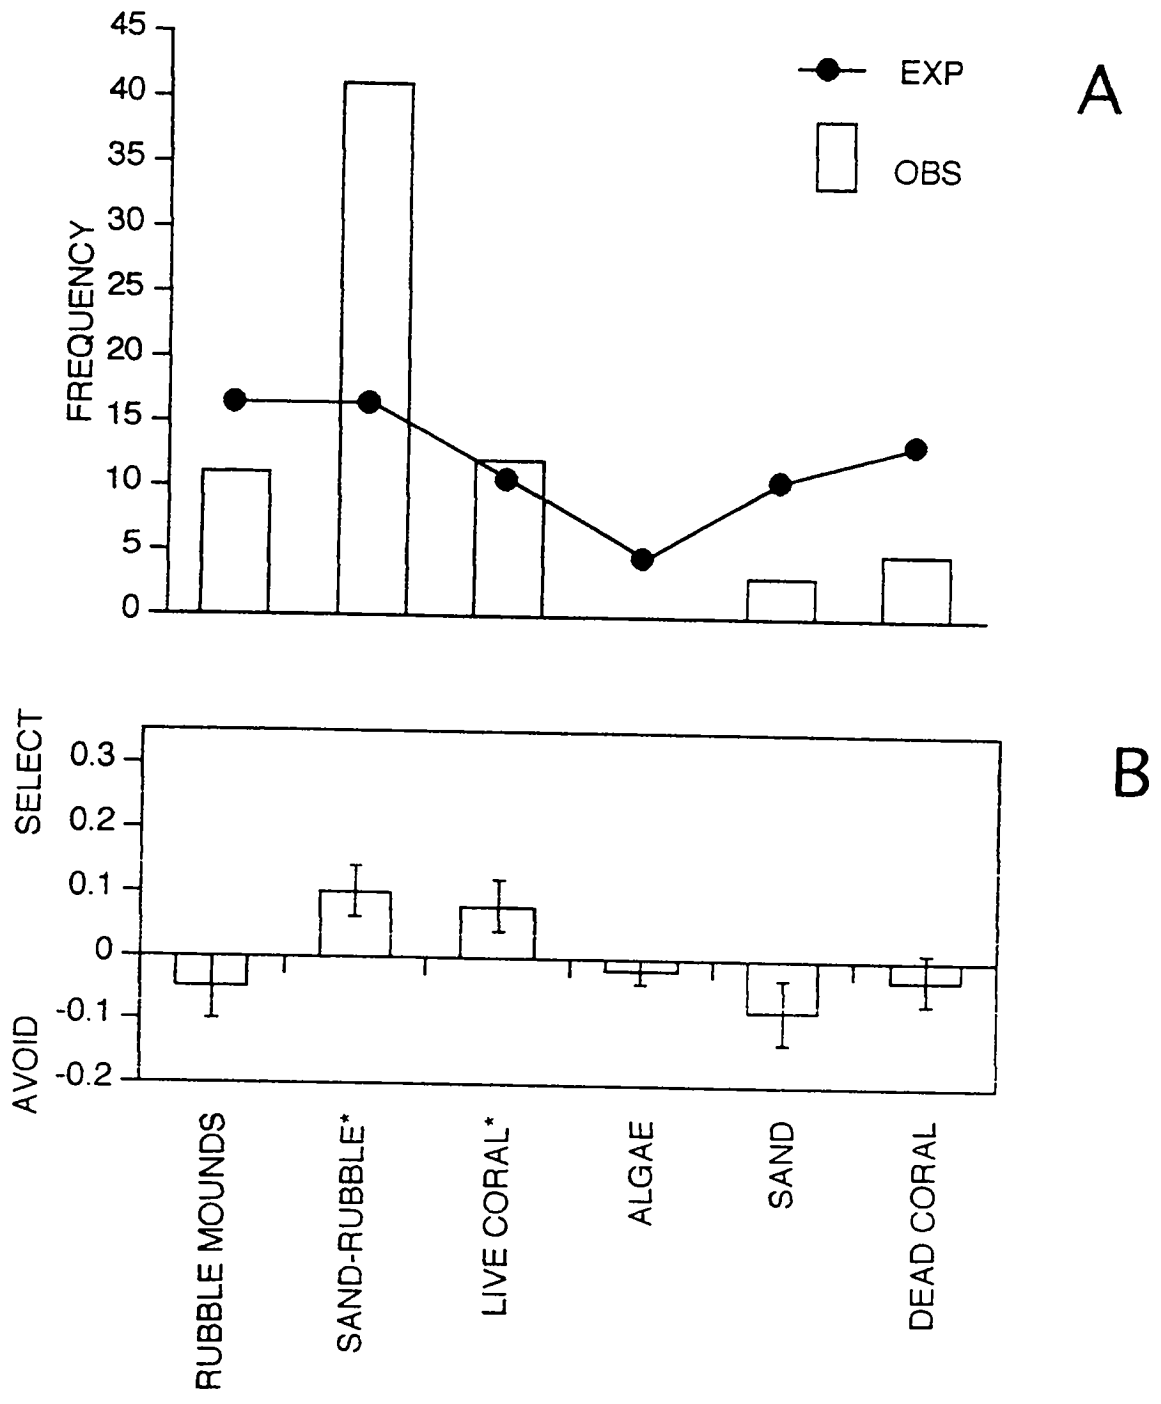 45
40
35
30
25
20
15
10
5
0
FREQUENCY
EXP
OBS
A
SELECT
AVOID
0.3
0.2
0.1
0
-0.1
-0.2
B
RUBBLE MOUNDS
SAND-RUBBLE*
LIVE CORAL*
ALGAE
SAND
DEAD CORAL